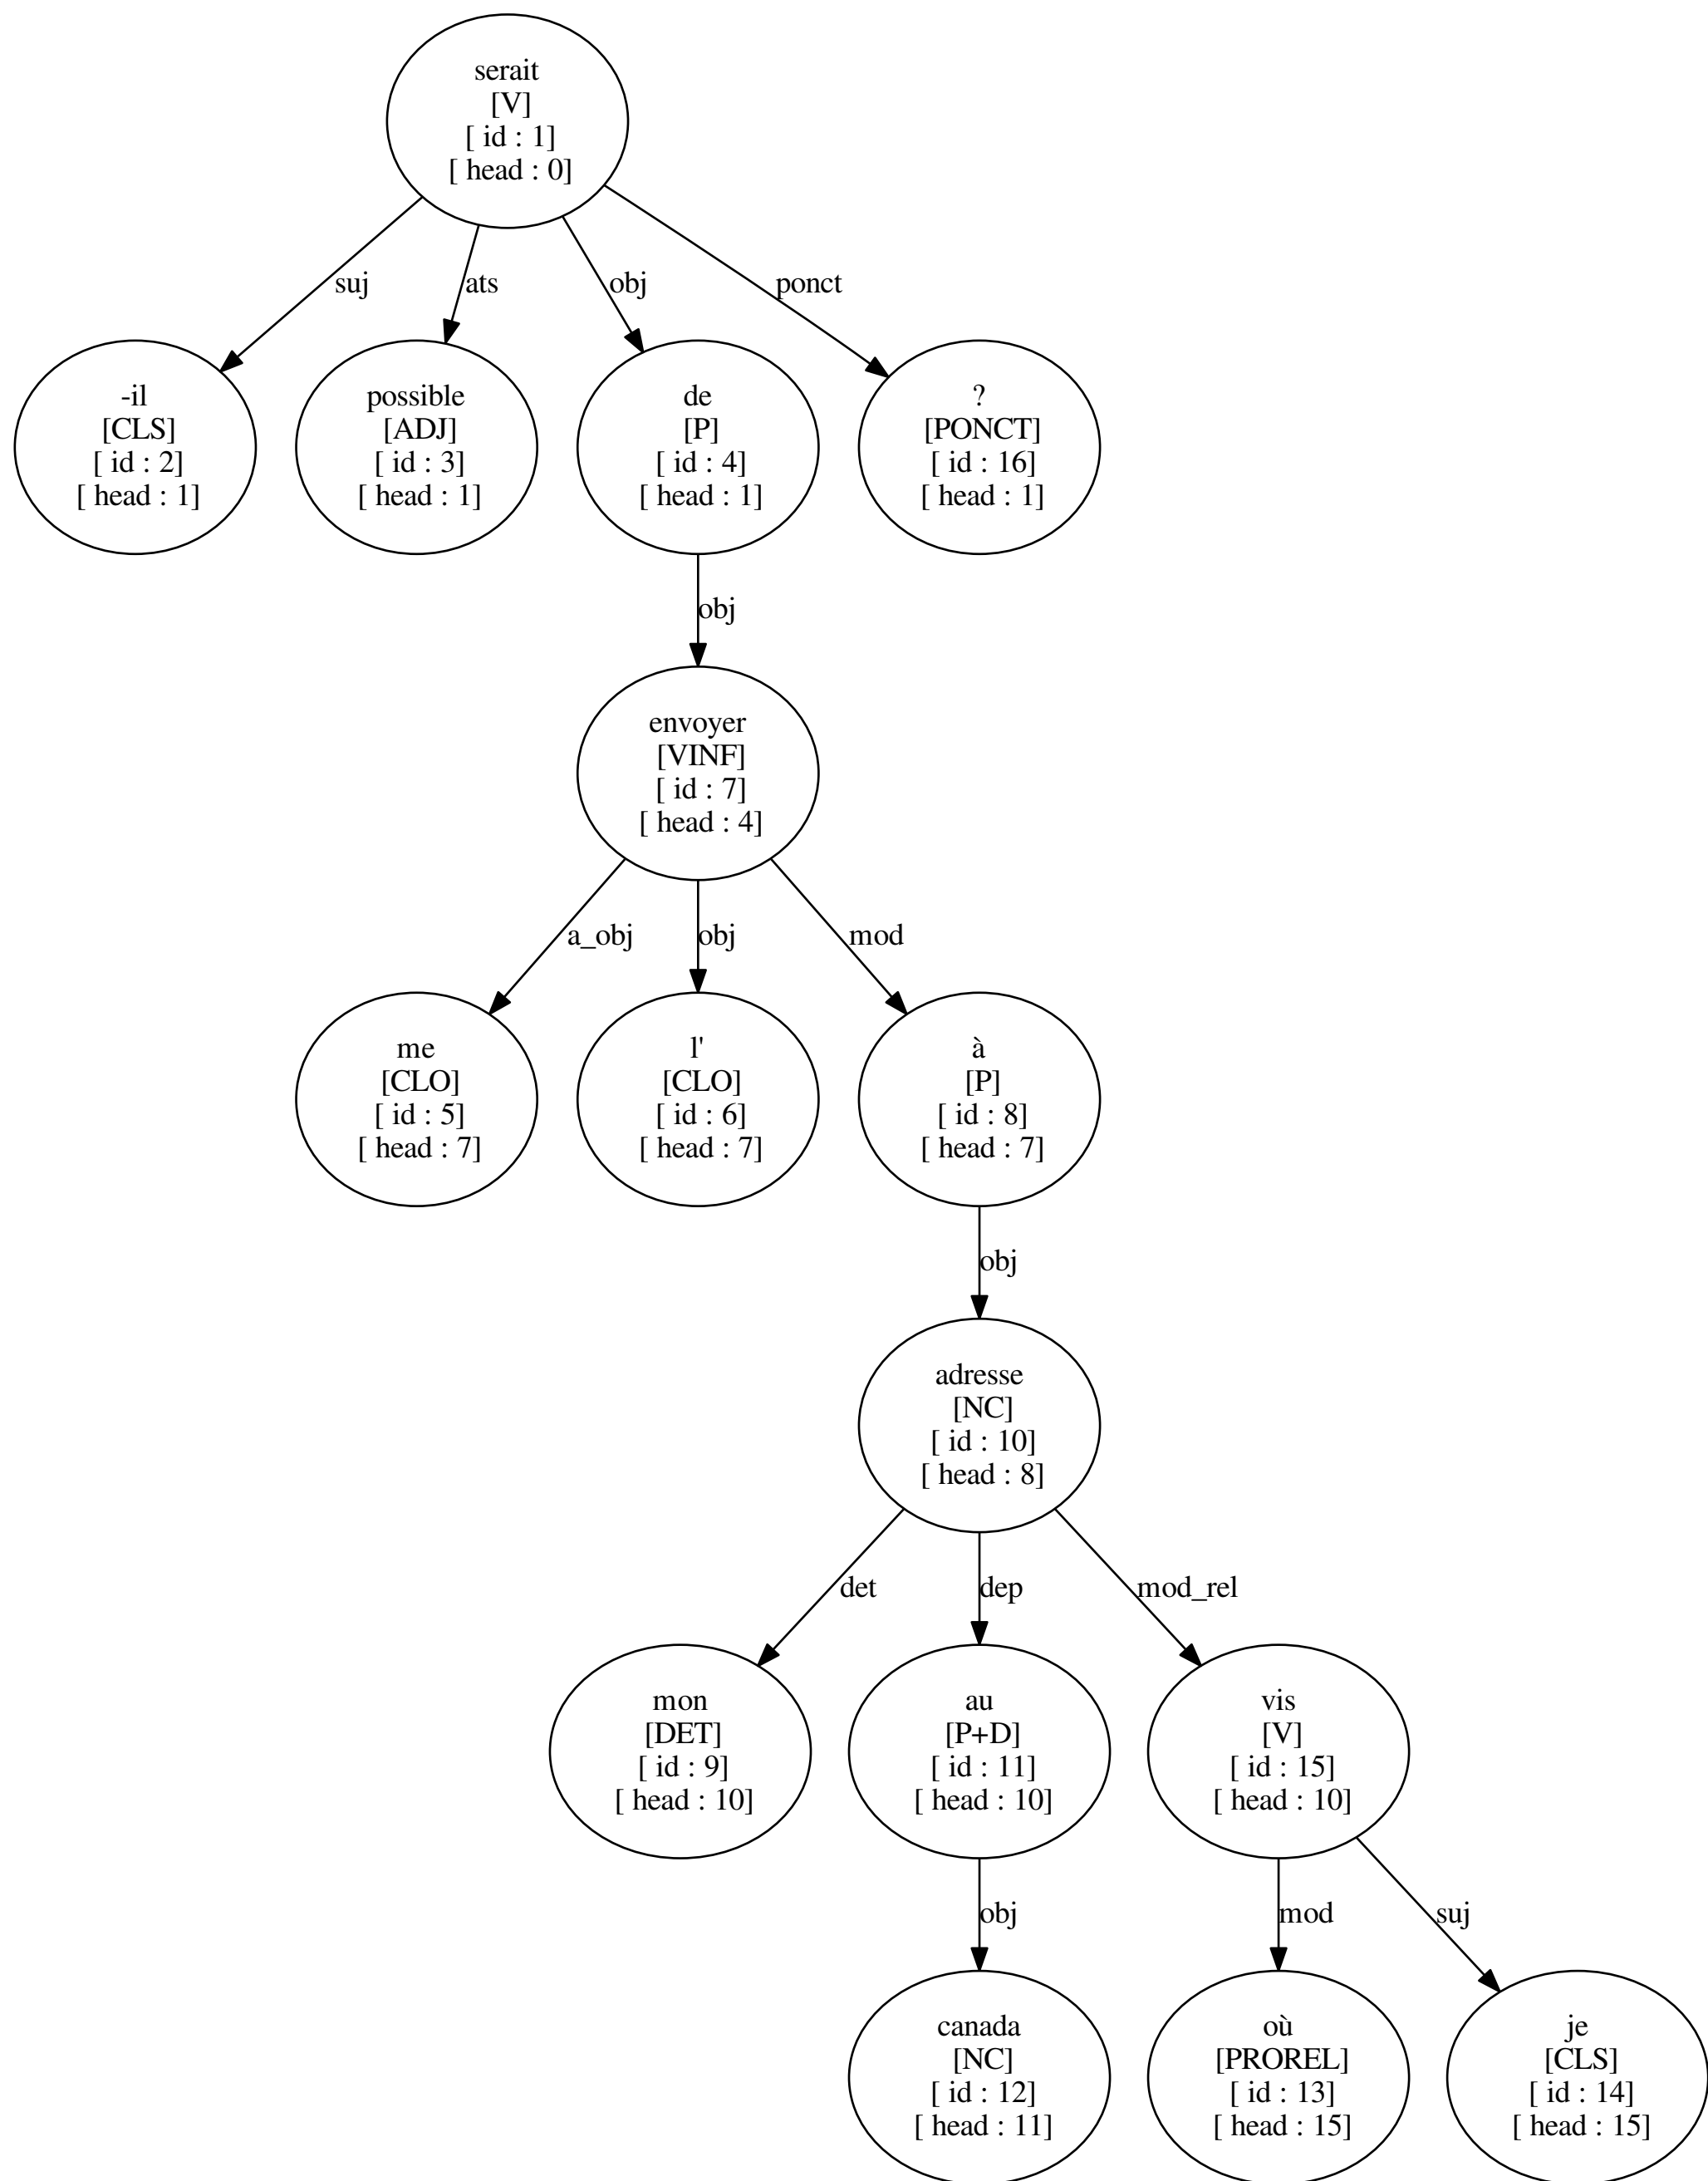 serait
[V]
[ id : 1]
[ head : 0]
suj
ats
obj
ponct
-il
[CLS]
[ id : 2]
[ head : 1]
possible
[ADJ]
[ id : 3]
[ head : 1]
de
[P]
[ id : 4]
[ head : 1]
?
[PONCT]
[ id : 16]
[ head : 1]
obj
envoyer
[VINF]
[ id : 7]
[ head : 4]
a_obj
obj
mod
me
[CLO]
[ id : 5]
[ head : 7]
l'
[CLO]
[ id : 6]
[ head : 7]
à
[P]
[ id : 8]
[ head : 7]
obj
adresse
[NC]
[ id : 10]
[ head : 8]
det
dep
mod_rel
mon
[DET]
[ id : 9]
[ head : 10]
au
[P+D]
[ id : 11]
[ head : 10]
vis
[V]
[ id : 15]
[ head : 10]
obj
mod
suj
canada
[NC]
[ id : 12]
[ head : 11]
où
[PROREL]
[ id : 13]
[ head : 15]
je
[CLS]
[ id : 14]
[ head : 15]